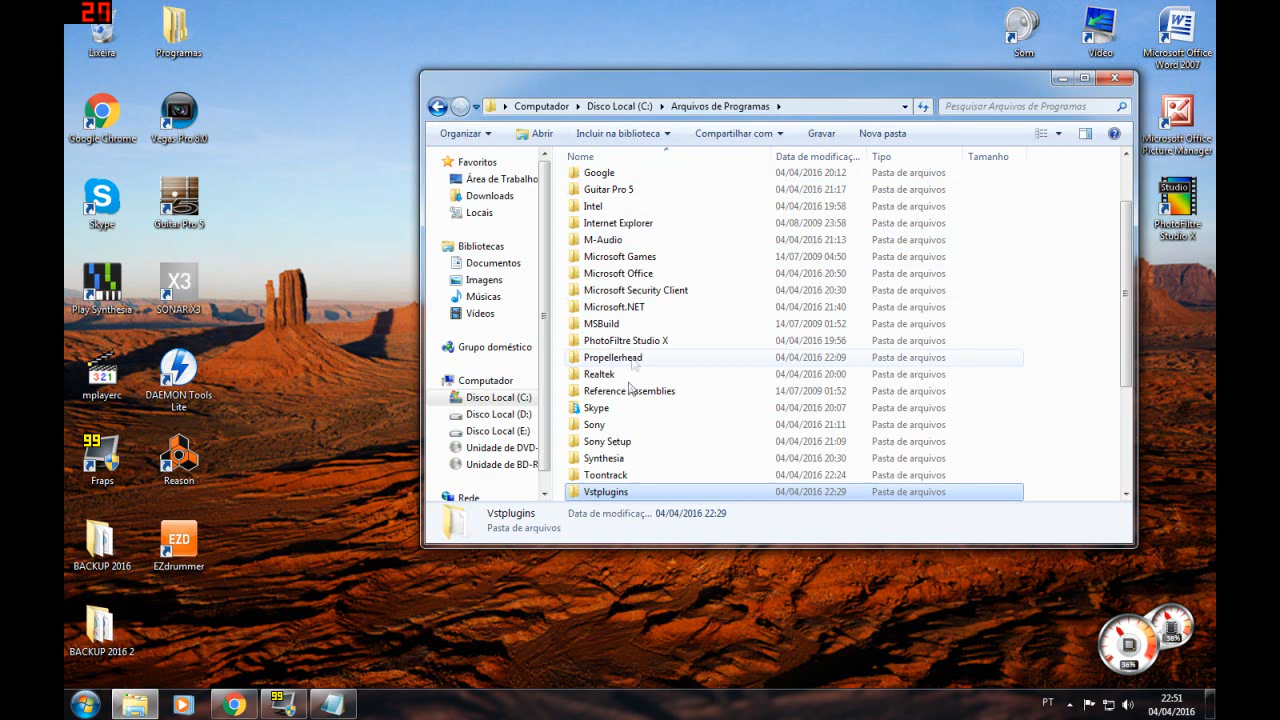 29
Lixeira
Programas
Google Chrome
Vegas Pro 8.0
Skype
Guitar Pro 5
Play Synthesia
X3
SONAR X3
321
mplayerc
DAEMON Tools
Lite
99
Fraps
Reason
BACKUP 2016
EZD
EZdrummer
BACKUP 2016 2
Som
Vídeo
Microsoft Office
Word 2007
Microsoft Office
Picture Manager
Studio
PhotoFiltre
Studio X
Computador
Disco Local (C:)
Arquivos de Programas
Pesquisar Arquivos de Programas
Organizar
Abrir
Incluir na biblioteca
Compartilhar com
Gravar
Nova pasta
Favoritos
Área de Trabalho
Downloads
Locais
Bibliotecas
Documentos
Imagens
Músicas
Vídeos
Grupo doméstico
Computador
Disco Local (C:)
Disco Local (D:)
Disco Local (E:)
Unidade de DVD-
Unidade de BD-R
Rede
Nome Data de modificaç... Tipo Tamanho
Google 04/04/2016 20:12 Pasta de arquivos
Guitar Pro 5 04/04/2016 21:17 Pasta de arquivos
Intel 04/04/2016 19:58 Pasta de arquivos
Internet Explorer 04/08/2009 23:58 Pasta de arquivos
M-Audio 04/04/2016 21:13 Pasta de arquivos
Microsoft Games 14/07/2009 04:50 Pasta de arquivos
Microsoft Office 04/04/2016 20:50 Pasta de arquivos
Microsoft Security Client 04/04/2016 20:30 Pasta de arquivos
Microsoft.NET 04/04/2016 21:40 Pasta de arquivos
MSBuild 14/07/2009 01:52 Pasta de arquivos
PhotoFiltre Studio X 04/04/2016 19:56 Pasta de arquivos
Propellerhead 04/04/2016 22:09 Pasta de arquivos
Realtek 04/04/2016 20:00 Pasta de arquivos
Reference Assemblies 14/07/2009 01:52 Pasta de arquivos
Skype 04/04/2016 20:07 Pasta de arquivos
Sony 04/04/2016 21:11 Pasta de arquivos
Sony Setup 04/04/2016 21:09 Pasta de arquivos
Synthesia 04/04/2016 20:30 Pasta de arquivos
Toontrack 04/04/2016 22:24 Pasta de arquivos
Vstplugins 04/04/2016 22:29 Pasta de arquivos
Vstplugins Data de modificaç... 04/04/2016 22:29
Pasta de arquivos
38%
36%
99
PT
22:51
04/04/2016